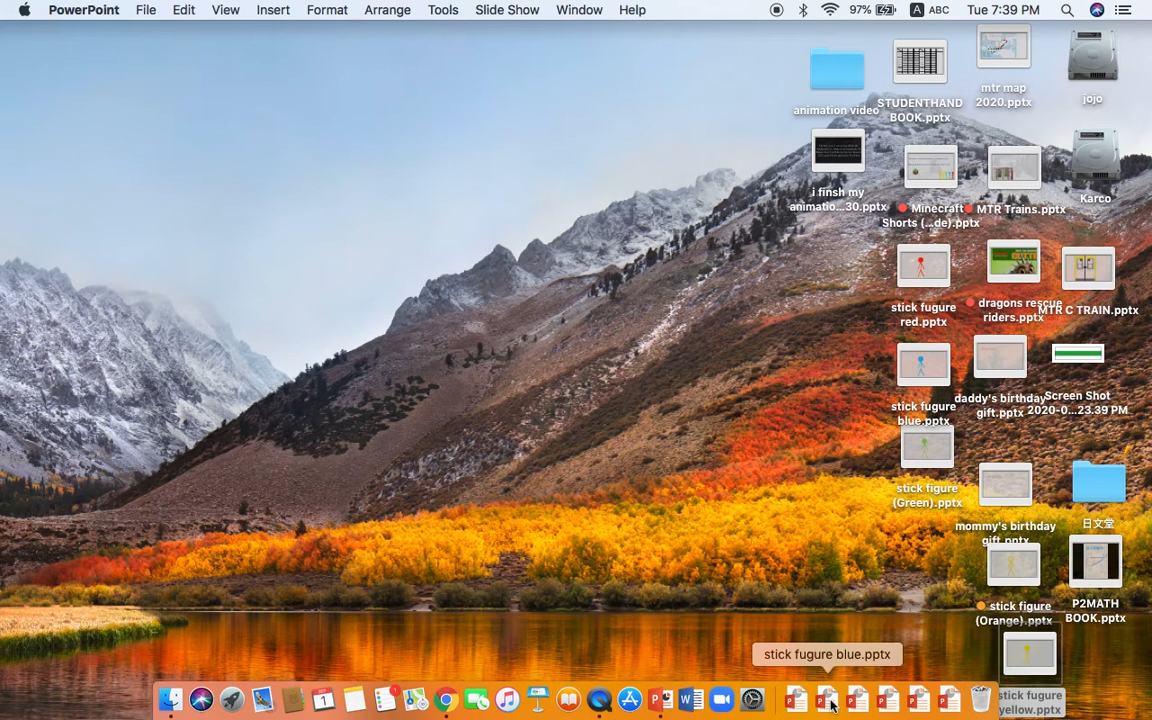 PowerPoint File Edit View Insert Format Arrange Tools Slide Show Window Help 97% A ABC Tue 7:39 PM
animation video
STUDENTHAND
BOOK.pptx
mtr map
2020.pptx
jojo
i finsh my
animatio...30.pptx
Minecraft
Shorts (...de).pptx
MTR Trains.pptx
Karco
stick fugure
red.pptx
dragons rescue
riders.pptx
MTR C TRAIN.pptx
stick fugure
blue.pptx
daddy's birthday
gift.pptx
Screen Shot
2020-0...23.39 PM
stick figure
(Green).pptx
mommy's birthday
gift.pptx
日文堂
stick figure
(Orange).pptx
P2MATH
BOOK.pptx
stick fugure blue.pptx
stick fugure
yellow.pptx